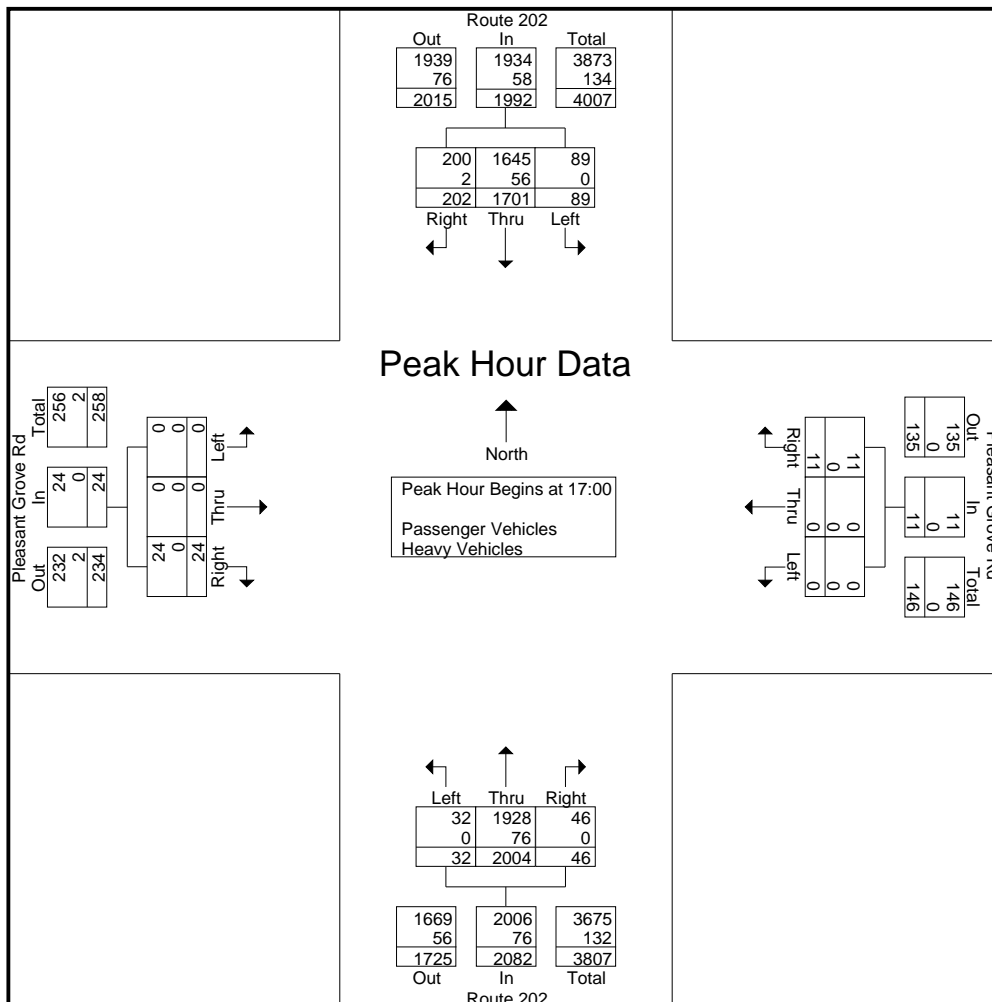 Route 202
Out In Total
1939 1934 3873
76 58 134
2015 1992 4007
200 1645 89
2 56 0
202 1701 89
Right Thru Left
Peak Hour Data
North
Peak Hour Begins at 17:00
Passenger Vehicles
Heavy Vehicles
Pleasant Grove Rd
Out In Total
232 24 256
2 0 2
234 24 258
Right Thru Left
24 0 0
0 0 0
24 0 0
Pleasant Grove Rd
Out In Total
135 11 146
0 0 0
135 11 146
Right Thru Left
11 0 0
0 0 0
11 0 0
Left Thru Right
32 1928 46
0 76 0
32 2004 46
1669 2006 3675
56 76 132
1725 2082 3807
Out In Total
Route 202